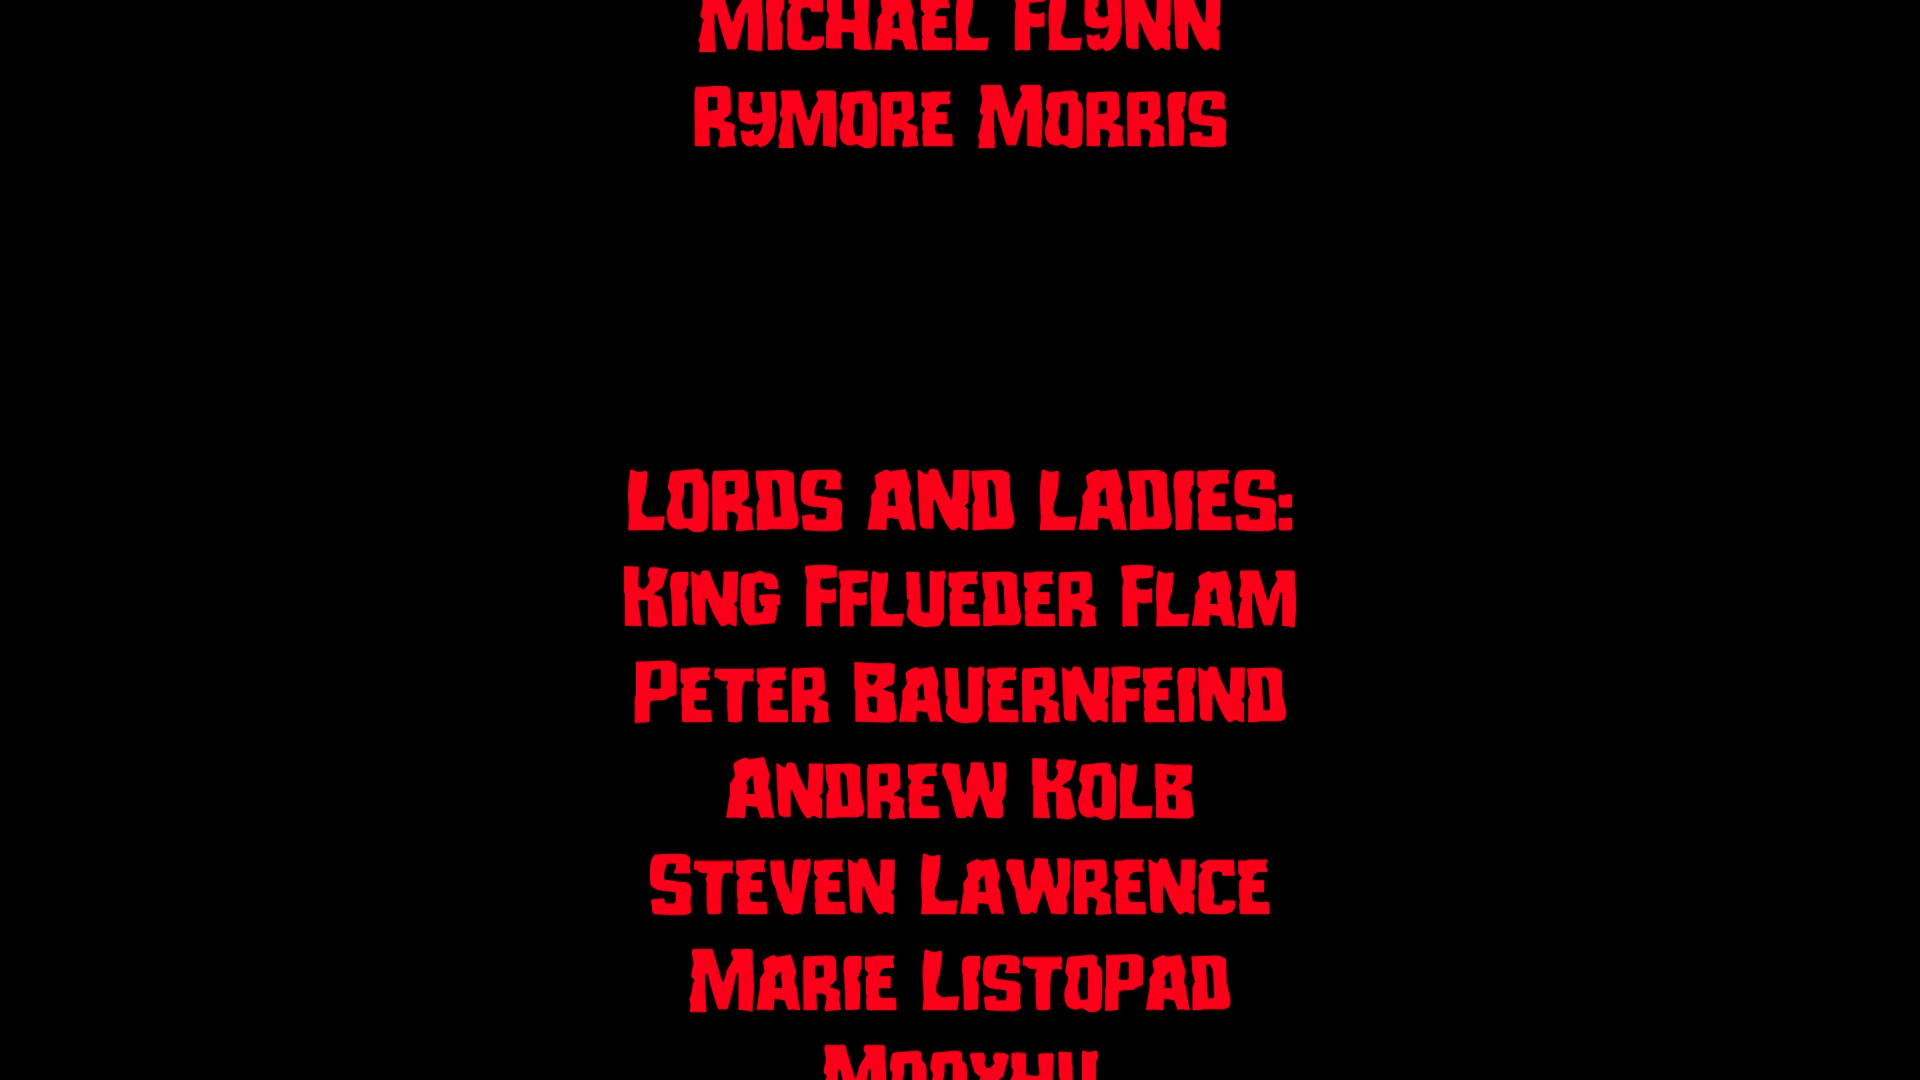 Michael Flynn
Rymore Morris
Lords and Ladies:
King Fflueder Flam
Peter Bauernfeind
Andrew Kolb
Steven Lawrence
Marie Listopad